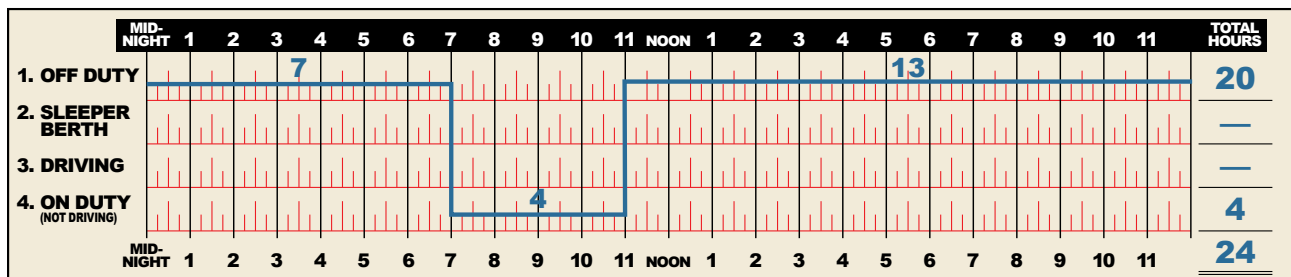 MID-NIGHT 1 2 3 4 5 6 7 8 9 10 11 NOON 1 2 3 4 5 6 7 8 9 10 11 TOTAL HOURS
1. OFF DUTY 7 13 20
2. SLEEPER BERTH —
3. DRIVING —
4. ON DUTY (NOT DRIVING) 4 4
MID-NIGHT 1 2 3 4 5 6 7 8 9 10 11 NOON 1 2 3 4 5 6 7 8 9 10 11 24